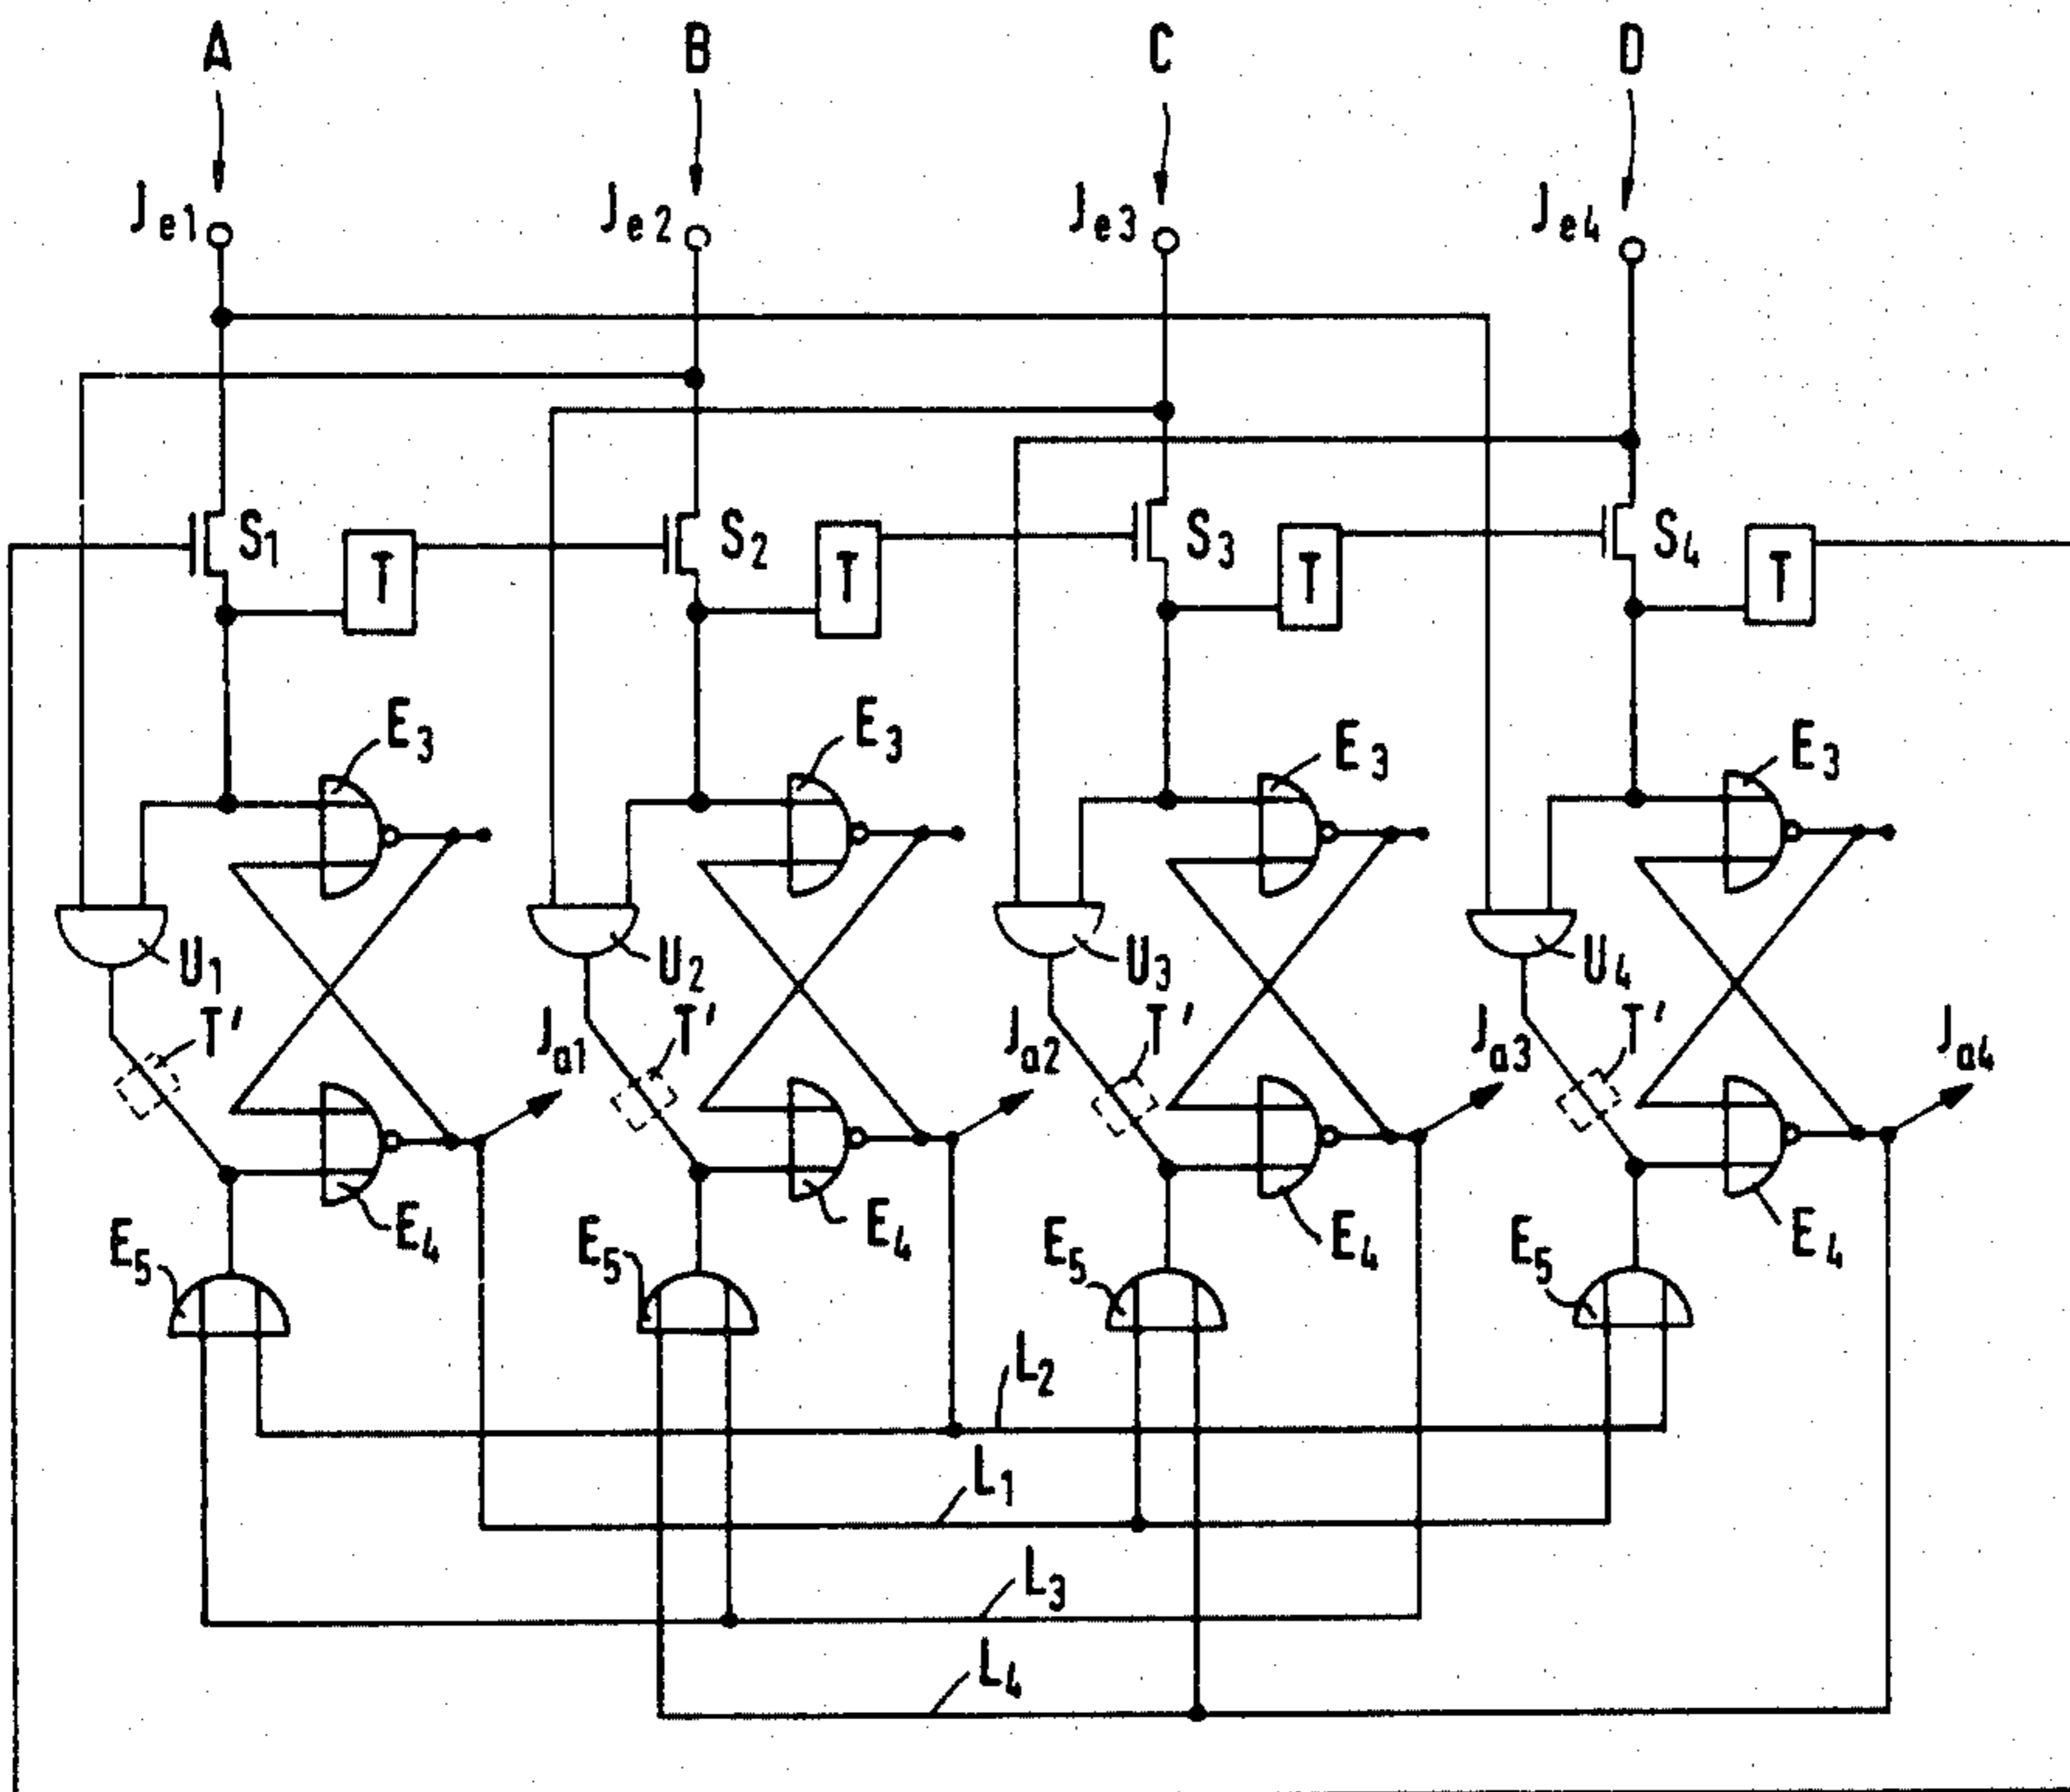 A B C D
Je1 Je2 Je3 Je4
S1 T S2 T S3 T S4 T
E3 E3 E3 E3
U1 U2 U3 U4
T' Ja1 T' Ja2 T' Ja3 T' Ja4
E5 E4 E5 E4 E5 E4 E5 E4
L2
L1
L3
L4